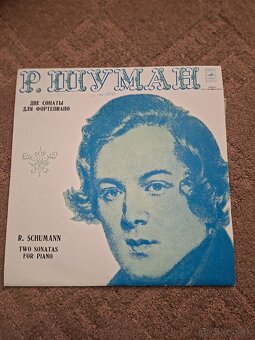 Р. ШУМАН
ДВЕ СОНАТЫ
ДЛЯ ФОРТЕПИАНО
R. SCHUMANN
TWO SONATAS
FOR PIANO